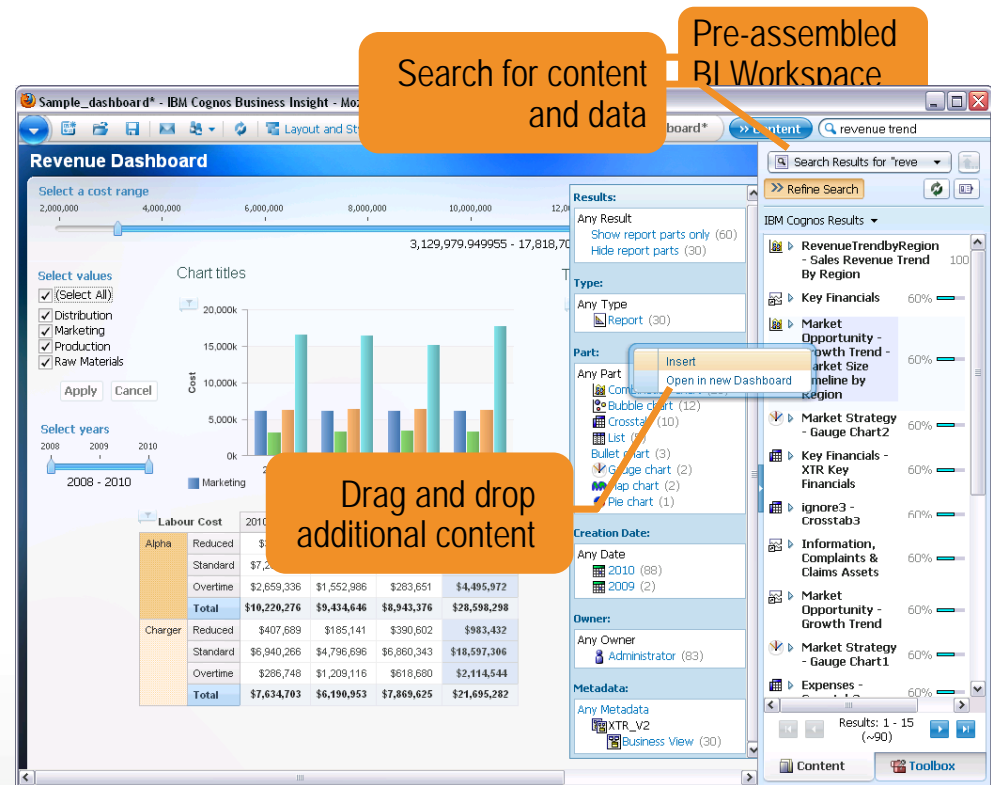 Pre-assembled
BI Workspace
Search for content
and data
Sample_dashboard* - IBM Cognos Business Insight - Moz
Layout and St
board*)
Content
revenue trend
Revenue Dashboard
Search Results for "reve
Refine Search
IBM Cognos Results
Select a cost range
2,000,000 4,000,000 6,000,000 8,000,000 10,000,000 12,0
3,129,979.949955 - 17,818,70
Select values
(Select All)
Distribution
Marketing
Production
Raw Materials
Apply Cancel
Select years
2008 2009 2010
2008 - 2010
Chart titles
T
Cost
20,000k
15,000k
10,000k
5,000k
0k
2
Marketing
Drag and drop
additional content
Labour Cost 2010
Alpha Reduced $
Standard $7,2
Overtime $2,659,336 $1,552,986 $283,651 $4,495,972
Total $10,220,276 $9,434,646 $8,943,376 $28,598,298
Charger Reduced $407,689 $185,141 $390,602 $983,432
Standard $6,940,266 $4,796,696 $6,860,343 $18,597,306
Overtime $286,748 $1,209,116 $618,680 $2,114,544
Total $7,634,703 $6,190,953 $7,869,625 $21,695,282
Results:
Any Result
Show report parts only (60)
Hide report parts (30)
Type:
Any Type
Report (30)
Part:
Any Part
Insert
Open in new Dashboard
Bubble chart (12)
Crosstab (10)
List
Bullet chart (3)
Gauge chart (2)
Map chart (2)
Pie chart (1)
Creation Date:
Any Date
2010 (88)
2009 (2)
Owner:
Any Owner
Administrator (83)
Metadata:
Any Metadata
XTR_V2
Business View (30)
RevenueTrendbyRegion
- Sales Revenue Trend 100
By Region
Key Financials 60%
Market
Opportunity -
Growth Trend -
Market Size 60%
Timeline by
Region
Market Strategy
- Gauge Chart2 60%
Key Financials -
XTR Key 60%
Financials
ignore3 -
Crosstab3 60%
Information,
Complaints & 60%
Claims Assets
Market
Opportunity - 60%
Growth Trend
Market Strategy
- Gauge Chart1 60%
Expenses -
60%
Results: 1 - 15
(~90)
Content Toolbox